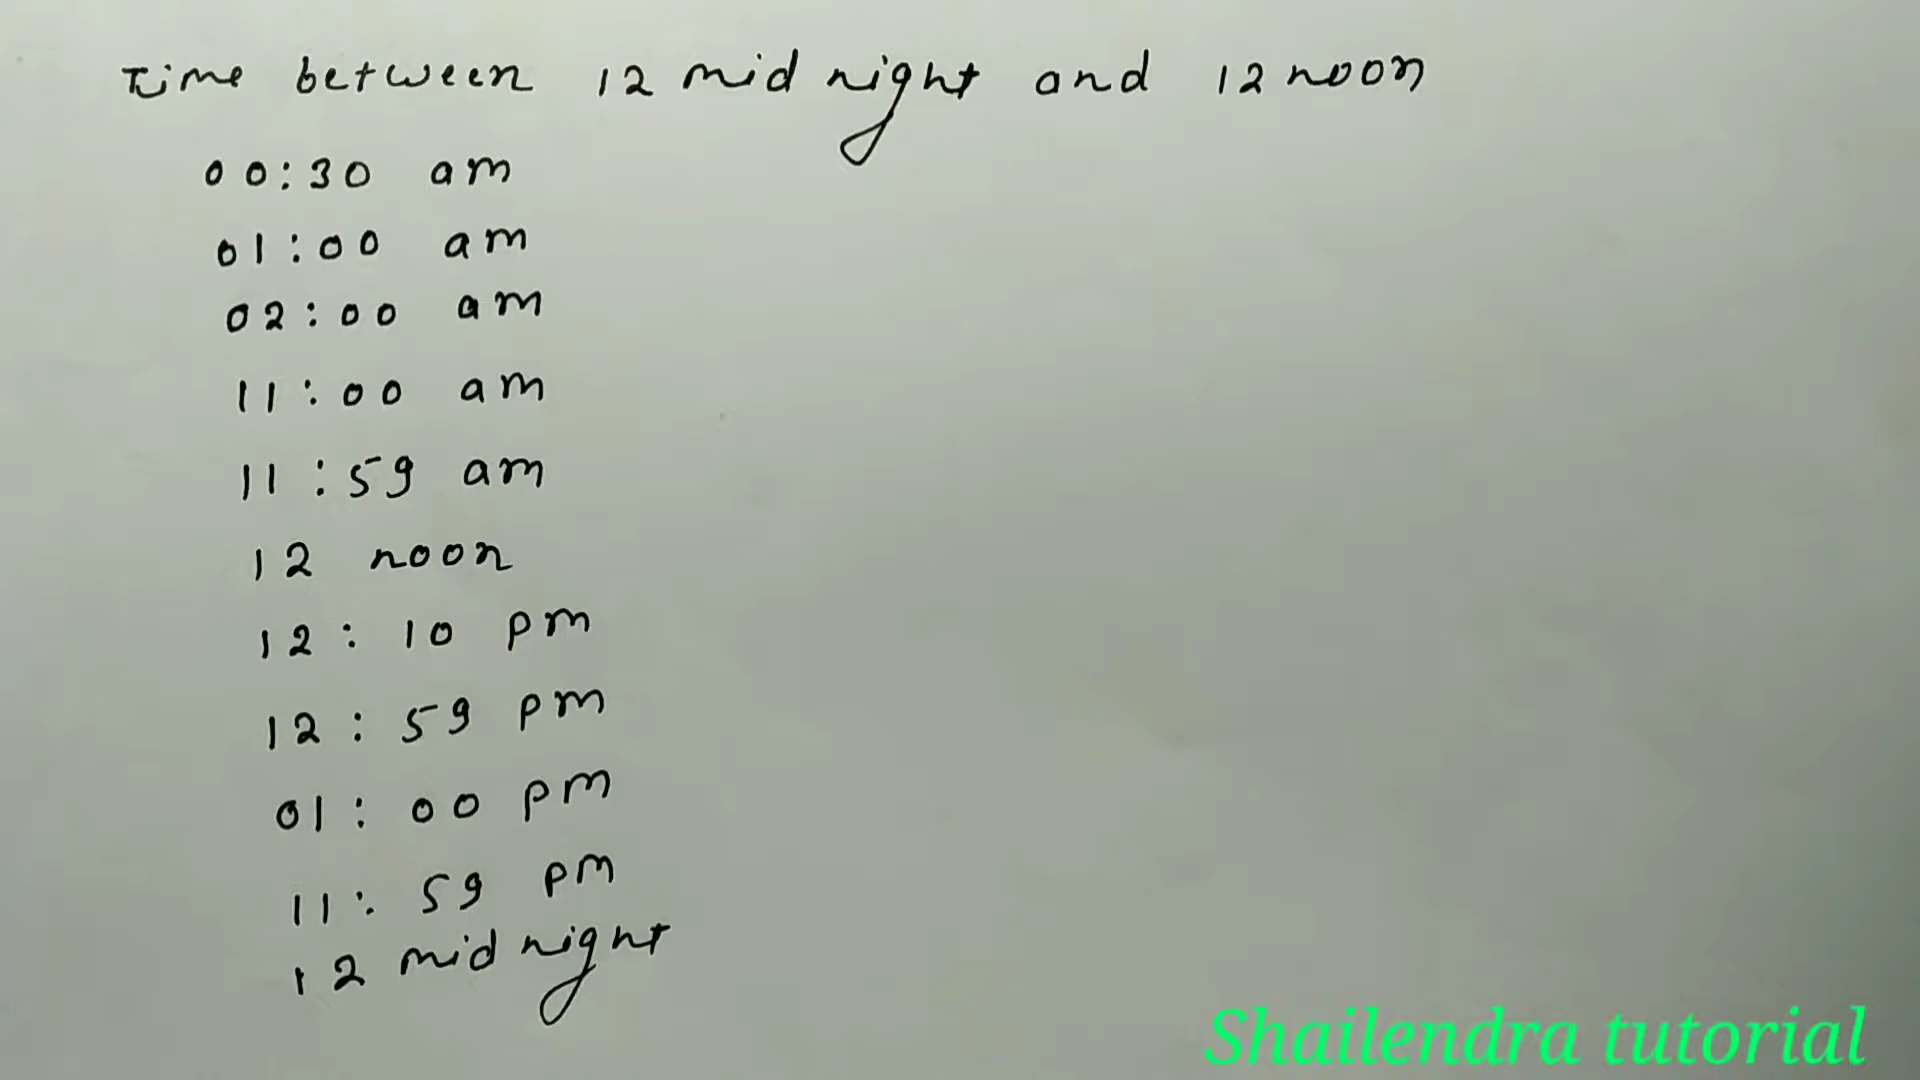 Time between 12 mid night and 12 noon
00:30 am
01:00 am
02:00 am
11:00 am
11:59 am
12 noon
12:10 pm
12:59 pm
01:00 pm
11:59 pm
12 mid night
Shailendra tutorial